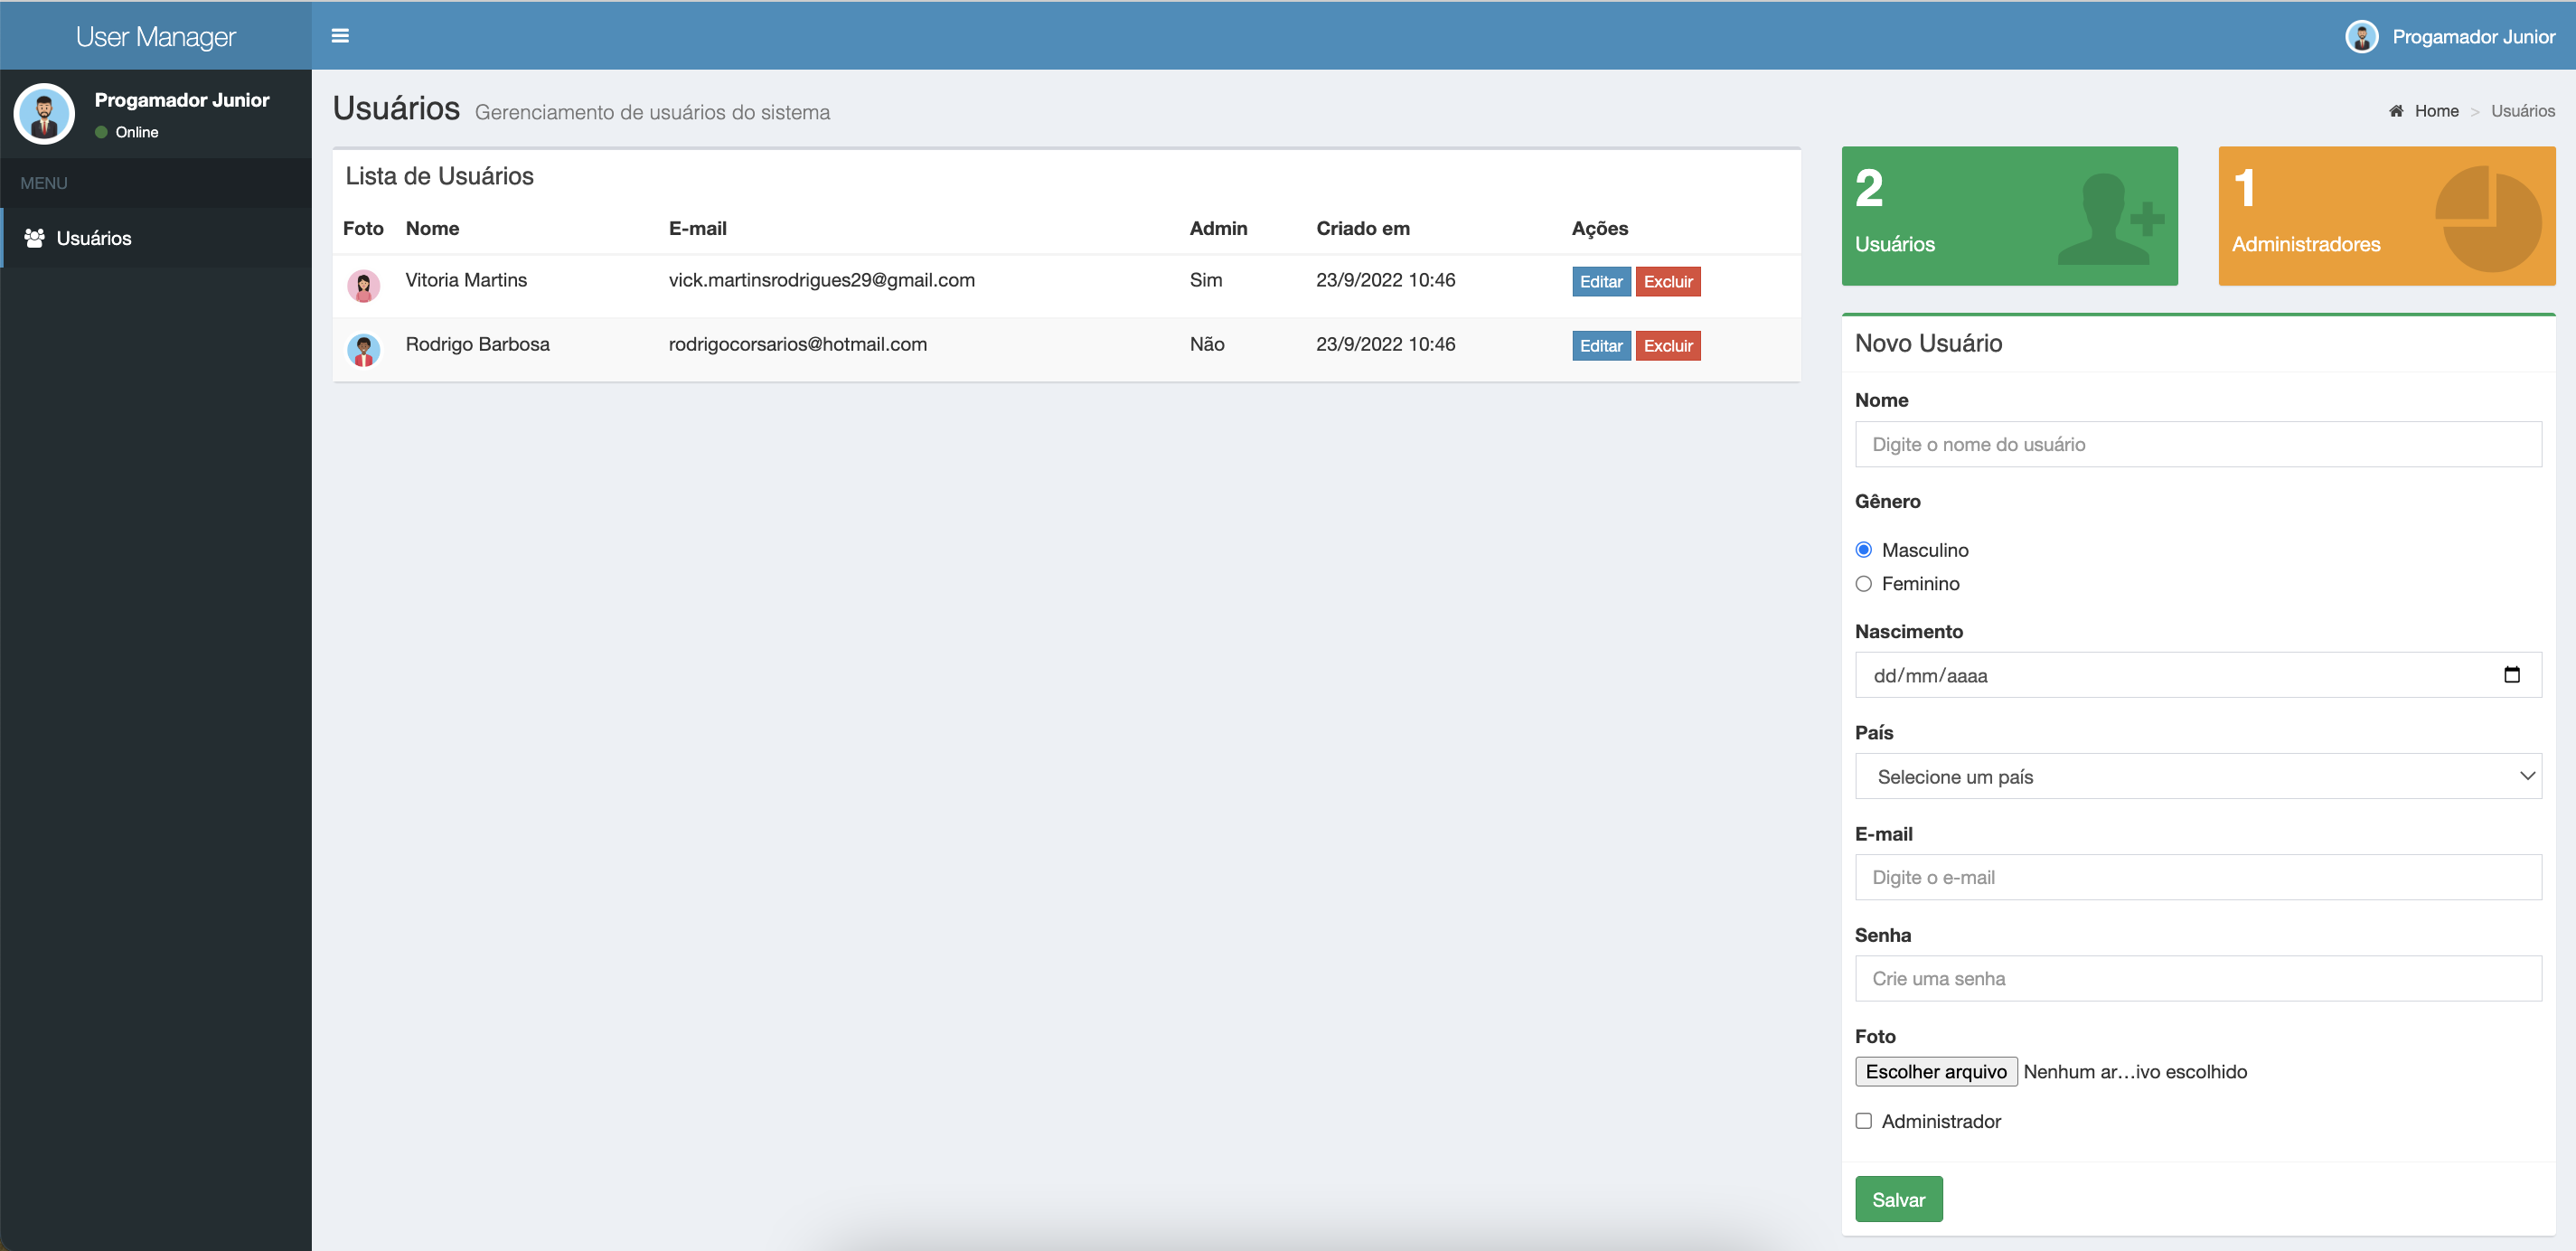 User Manager
Progamador Junior
Progamador Junior
Online
MENU
Usuários
Usuários Gerenciamento de usuários do sistema
Home > Usuários
Lista de Usuários
Foto Nome E-mail Admin Criado em Ações
Vitoria Martins vick.martinsrodrigues29@gmail.com Sim 23/9/2022 10:46 Editar Excluir
Rodrigo Barbosa rodrigocorsarios@hotmail.com Não 23/9/2022 10:46 Editar Excluir
2
Usuários
1
Administradores
Novo Usuário
Nome
Digite o nome do usuário
Gênero
Masculino
Feminino
Nascimento
dd/mm/aaaa
País
Selecione um país
E-mail
Digite o e-mail
Senha
Crie uma senha
Foto
Escolher arquivo Nenhum ar...ivo escolhido
Administrador
Salvar